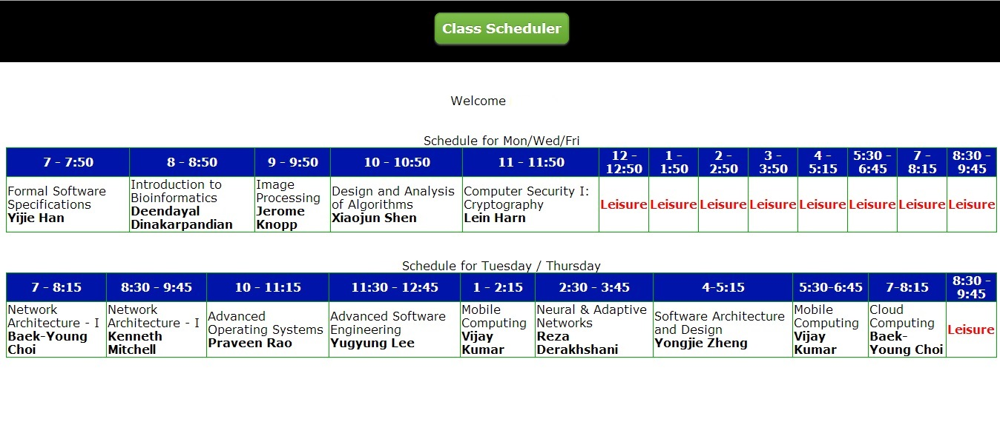 Class Scheduler
Welcome
Schedule for Mon/Wed/Fri
7 - 7:50
8 - 8:50
9 - 9:50
10 - 10:50
11 - 11:50
12 -
12:50
1 -
1:50
2 -
2:50
3 -
3:50
4 -
5:15
5:30 -
6:45
7 -
8:15
8:30 -
9:45
Formal Software
Specifications
Yijie Han
Introduction to
Bioinformatics
Deendayal
Dinakarpandian
Image
Processing
Jerome
Knopp
Design and Analysis
of Algorithms
Xiaojun Shen
Computer Security I:
Cryptography
Lein Harn
Leisure
Leisure
Leisure
Leisure
Leisure
Leisure
Leisure
Leisure
Schedule for Tuesday / Thursday
7 - 8:15
8:30 - 9:45
10 - 11:15
11:30 - 12:45
1 - 2:15
2:30 - 3:45
4-5:15
5:30-6:45
7-8:15
8:30 -
9:45
Network
Architecture - I
Baek-Young
Choi
Network
Architecture - I
Kenneth
Mitchell
Advanced
Operating Systems
Praveen Rao
Advanced Software
Engineering
Yugyung Lee
Mobile
Computing
Vijay
Kumar
Neural & Adaptive
Networks
Reza
Derakhshani
Software Architecture
and Design
Yongjie Zheng
Mobile
Computing
Vijay
Kumar
Cloud
Computing
Baek-
Young Choi
Leisure